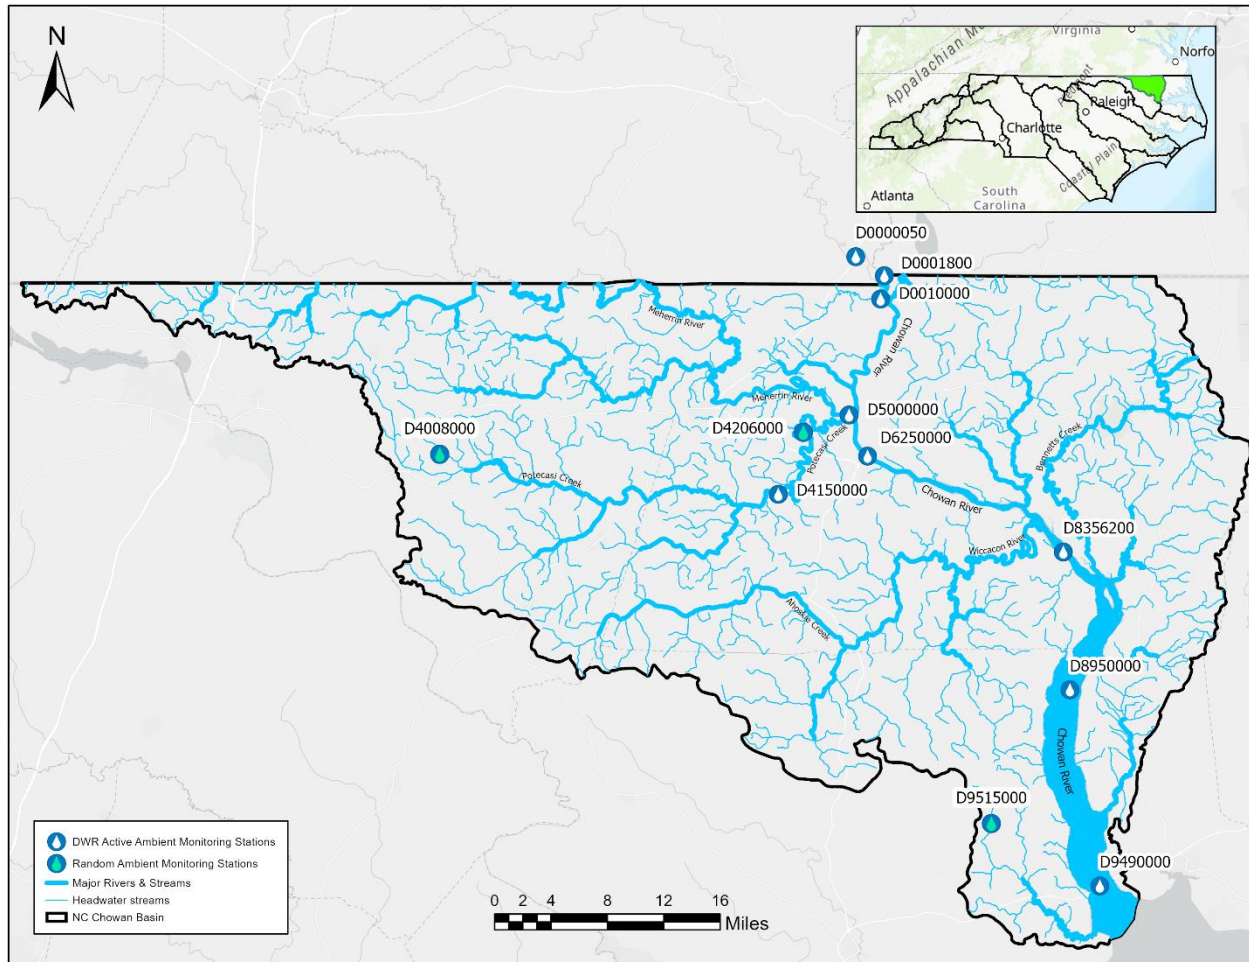 N
Virginia
Norfo
Appalachian Mo
Piedmont
Raleigh
Charlotte
Coastal Plain
Atlanta
South
Carolina
D0000050
D0001800
D0010000
Meherrin River
Chowan River
Meherrin River
D5000000
D4008000
D4206000
D6250000
Potecasi Creek
Bennetts Creek
Potecasi Creek
D4150000
Chowan River
D8356200
Wiccacon River
Ahoskie Creek
D8950000
Chowan River
D9515000
D9490000
DWR Active Ambient Monitoring Stations
Random Ambient Monitoring Stations
Major Rivers & Streams
Headwater streams
NC Chowan Basin
0 2 4 8 12 16
Miles